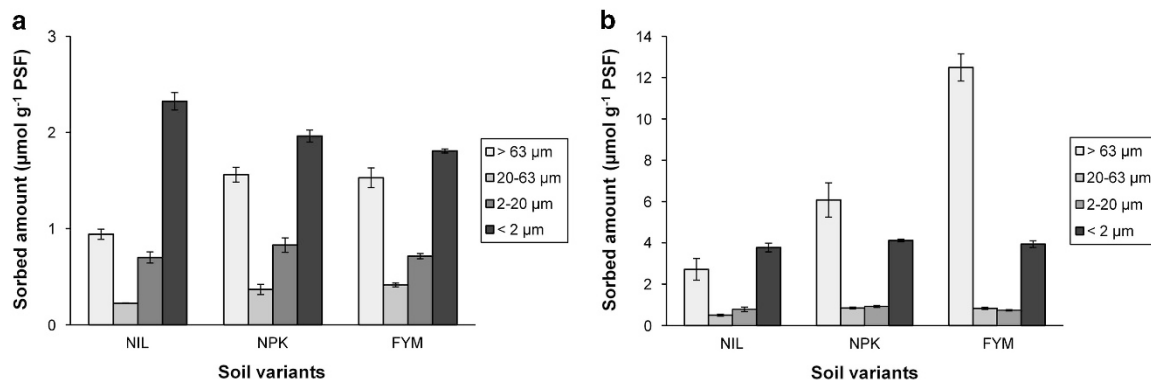 a
Sorbed amount (µmol g⁻¹ PSF)
3
2
1
0
NIL NPK FYM
Soil variants
> 63 µm
20-63 µm
2-20 µm
< 2 µm
b
Sorbed amount (µmol g⁻¹ PSF)
14
12
10
8
6
4
2
0
NIL NPK FYM
Soil variants
> 63 µm
20-63 µm
2-20 µm
< 2 µm